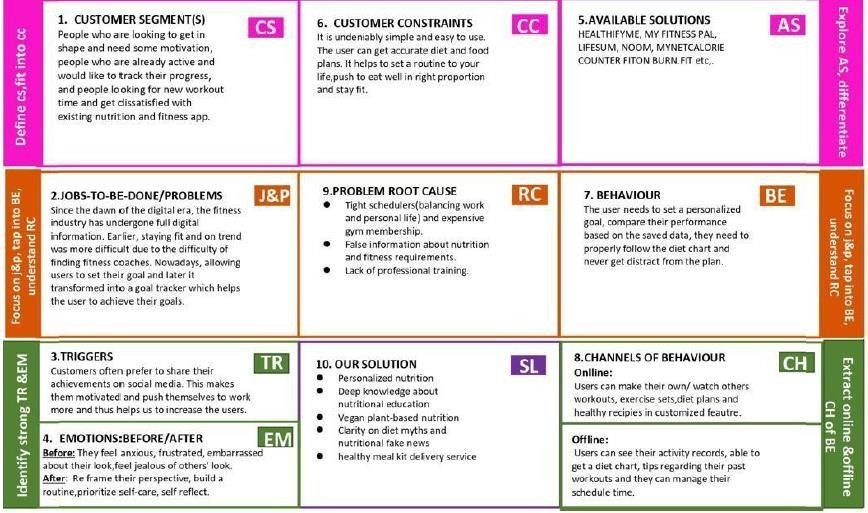 Define cs,fit into cc
1. CUSTOMER SEGMENT(S)
CS
People who are looking to get in
shape and need some motivation,
people who are already active and
would like to track their progress,
and people looking for new workout
time and get clissatisfied with
existing nutrition and fitness app.
6. CUSTOMER CONSTRAINTS
CC
It is undeniably simple and easy to use.
The user can get accurate diet and food
plans. It helps to set a routine to your
life,push to eat well in right proportion
and stay fit.
5.AVAILABLE SOLUTIONS
AS
HEALTHIFYME, MY FITNESS PAL,
LIFESUM, NOOM, MYNETCALORIE
COUNTER FITON BURN.FIT etc,.
Explore AS, differentiate
Focus on j&p, tap into BE,
understand RC
2.JOBS-TO-BE-DONE/PROBLEMS
J&P
Since the dawn of the digital era, the fitness
industry has undergone full digital
information. Earlier, staying fit and on trend
was more difficult due to the difficulty of
finding fitness coaches. Nowadays, allowing
users to set their goal and later it
transformed into a goal tracker which helps
the user to achieve their goals.
9.PROBLEM ROOT CAUSE
RC
● Tight schedulers(balancing work
and personal life) and expensive
gym membership.
● False information about nutrition
and fitness requirements.
● Lack of professional training.
7. BEHAVIOUR
BE
The user needs to set a personalized
goal, compare their performance
based on the saved data, they need to
properly follow the diet chart and
never get distract from the plan.
Focus on j&p, tap into BE,
understand RC
Identify strong TR &EM
3.TRIGGERS
TR
Customers often prefer to share their
achievements on social media. This makes
them motivated and push themselves to work
more and thus helps us to increase the users.
4. EMOTIONS:BEFORE/AFTER
EM
Before: They feel anxious, frustrated, embarrassed
about their look,feel jealous of others' look.
After: Re frame their perspective, build a
routine,prioritize self-care, self reflect.
10. OUR SOLUTION
SL
● Personalized nutrition
● Deep knowledge about
nutritional education
● Vegan plant-based nutrition
● Clarity on diet myths and
nutritional fake news
● healthy meal kit delivery service
8.CHANNELS OF BEHAVIOUR
CH
Online:
Users can make their own/ watch others
workouts, exercise sets,diet plans and
healthy recipies in customized feautre.
Offline:
Users can see their activity records, able to
get a diet chart, tips regarding their past
workouts and they can manage their
schedule time.
Extract online &offline
CH of BE